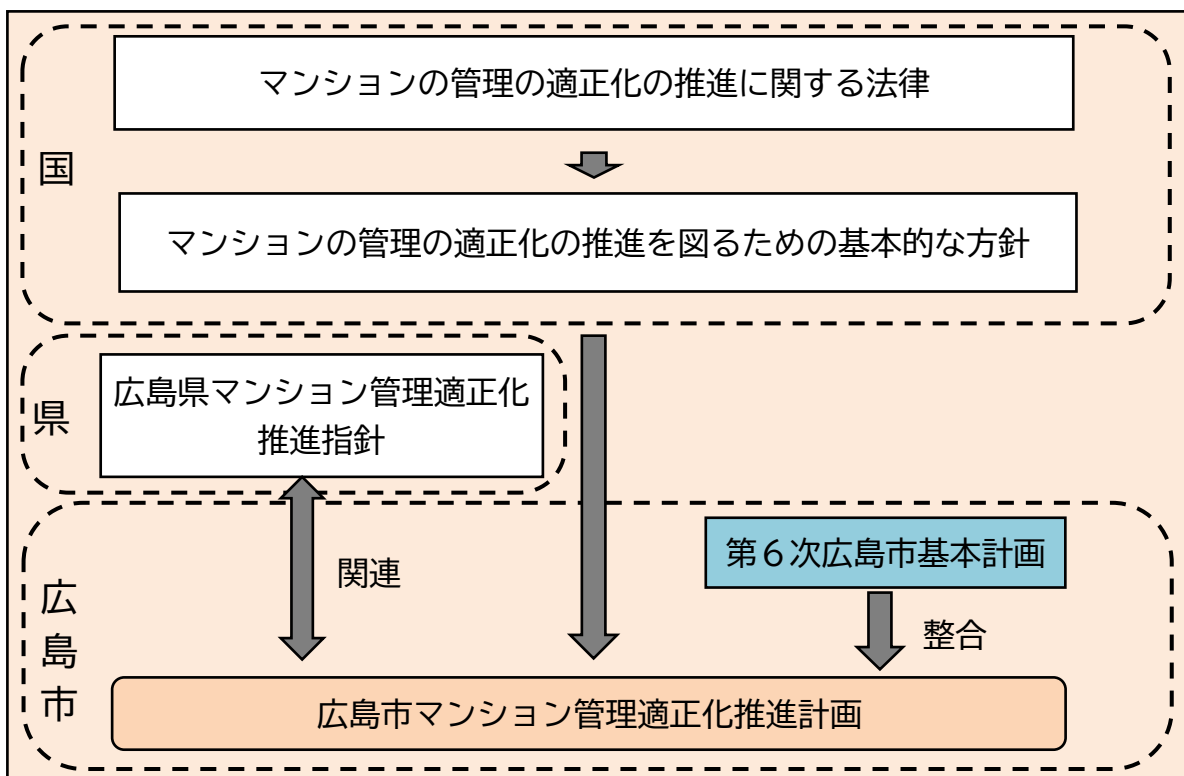 国
マンションの管理の適正化の推進に関する法律
マンションの管理の適正化の推進を図るための基本的な方針
県
広島県マンション管理適正化
推進指針
広島市
関連
第６次広島市基本計画
整合
広島市マンション管理適正化推進計画